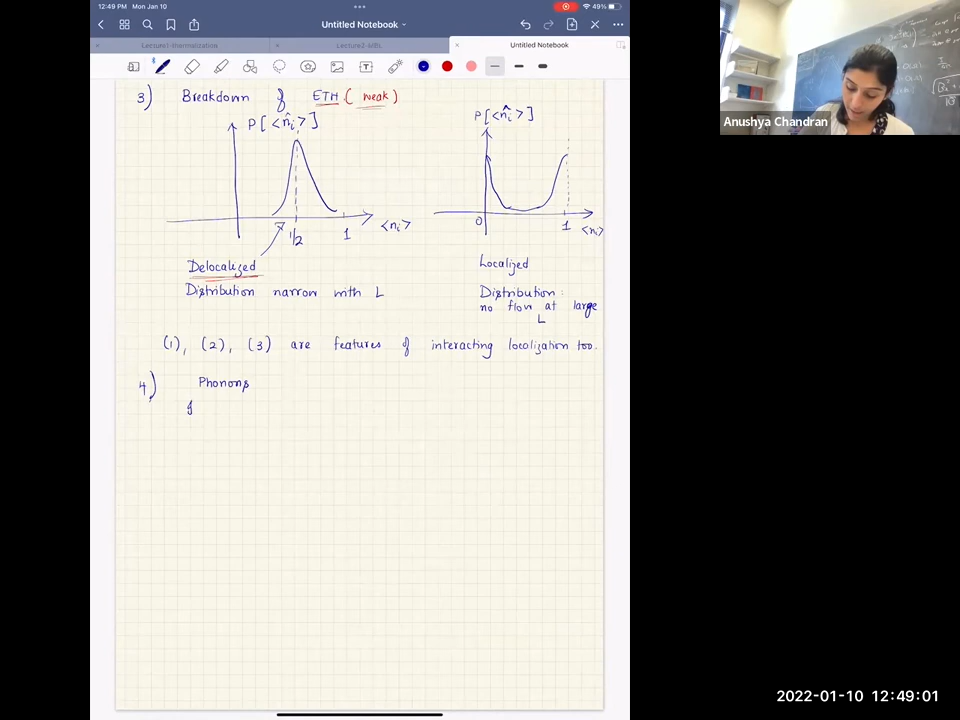 12:49 PM Mon Jan 10
49%
Untitled Notebook
Lecture1-thermalization
Lecture2-MBL
Untitled Notebook
3) Breakdown of ETH (weak)
P[<n̂i>]
1/2
1
<ni>
P[<n̂i>]
0
1
<ni>
Delocalized
Distribution narrow with L
Localized
Distribution:
no flow at large
L
(1), (2), (3) are features of interacting localization too.
4) Phonons
Anushya Chandran
2022-01-10 12:49:01